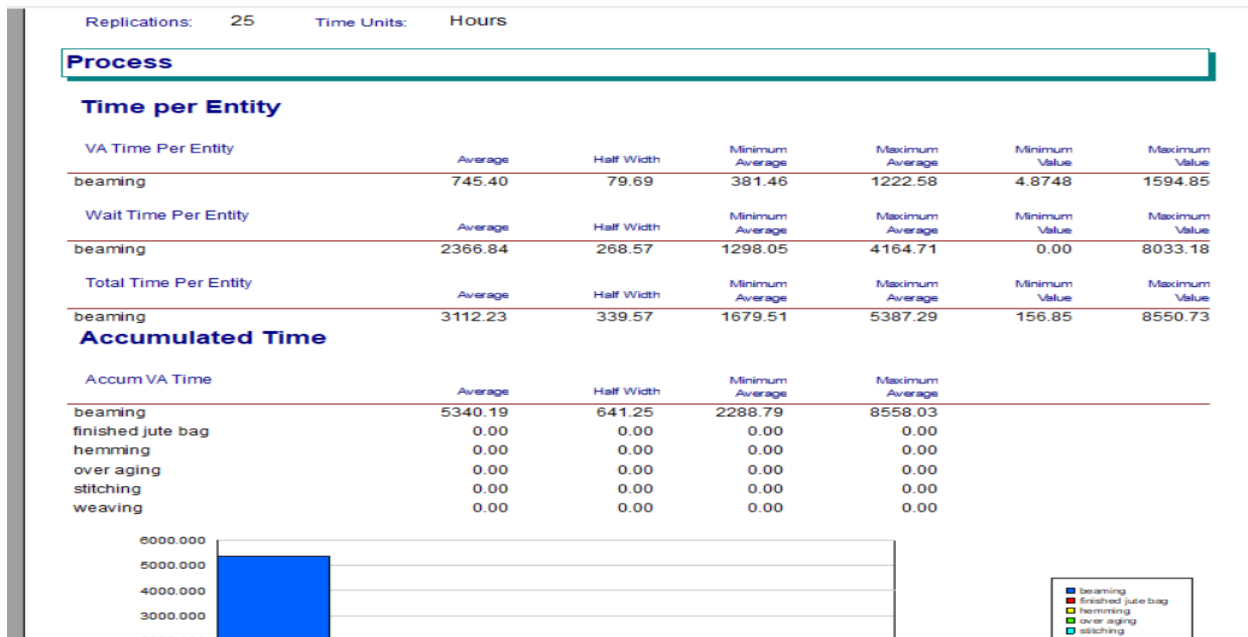 Replications: 25 Time Units: Hours
Process
Time per Entity
VA Time Per Entity Average Half Width Minimum Average Maximum Average Minimum Value Maximum Value
beaming 745.40 79.69 381.46 1222.58 4.8748 1594.85
Wait Time Per Entity Average Half Width Minimum Average Maximum Average Minimum Value Maximum Value
beaming 2366.84 268.57 1298.05 4164.71 0.00 8033.18
Total Time Per Entity Average Half Width Minimum Average Maximum Average Minimum Value Maximum Value
beaming 3112.23 339.57 1679.51 5387.29 156.85 8550.73
Accumulated Time
Accum VA Time Average Half Width Minimum Average Maximum Average
beaming 5340.19 641.25 2288.79 8558.03
finished jute bag 0.00 0.00 0.00 0.00
hemming 0.00 0.00 0.00 0.00
over aging 0.00 0.00 0.00 0.00
stitching 0.00 0.00 0.00 0.00
weaving 0.00 0.00 0.00 0.00
6000.000
5000.000
4000.000
3000.000
beaming
finished jute bag
hemming
over aging
stitching